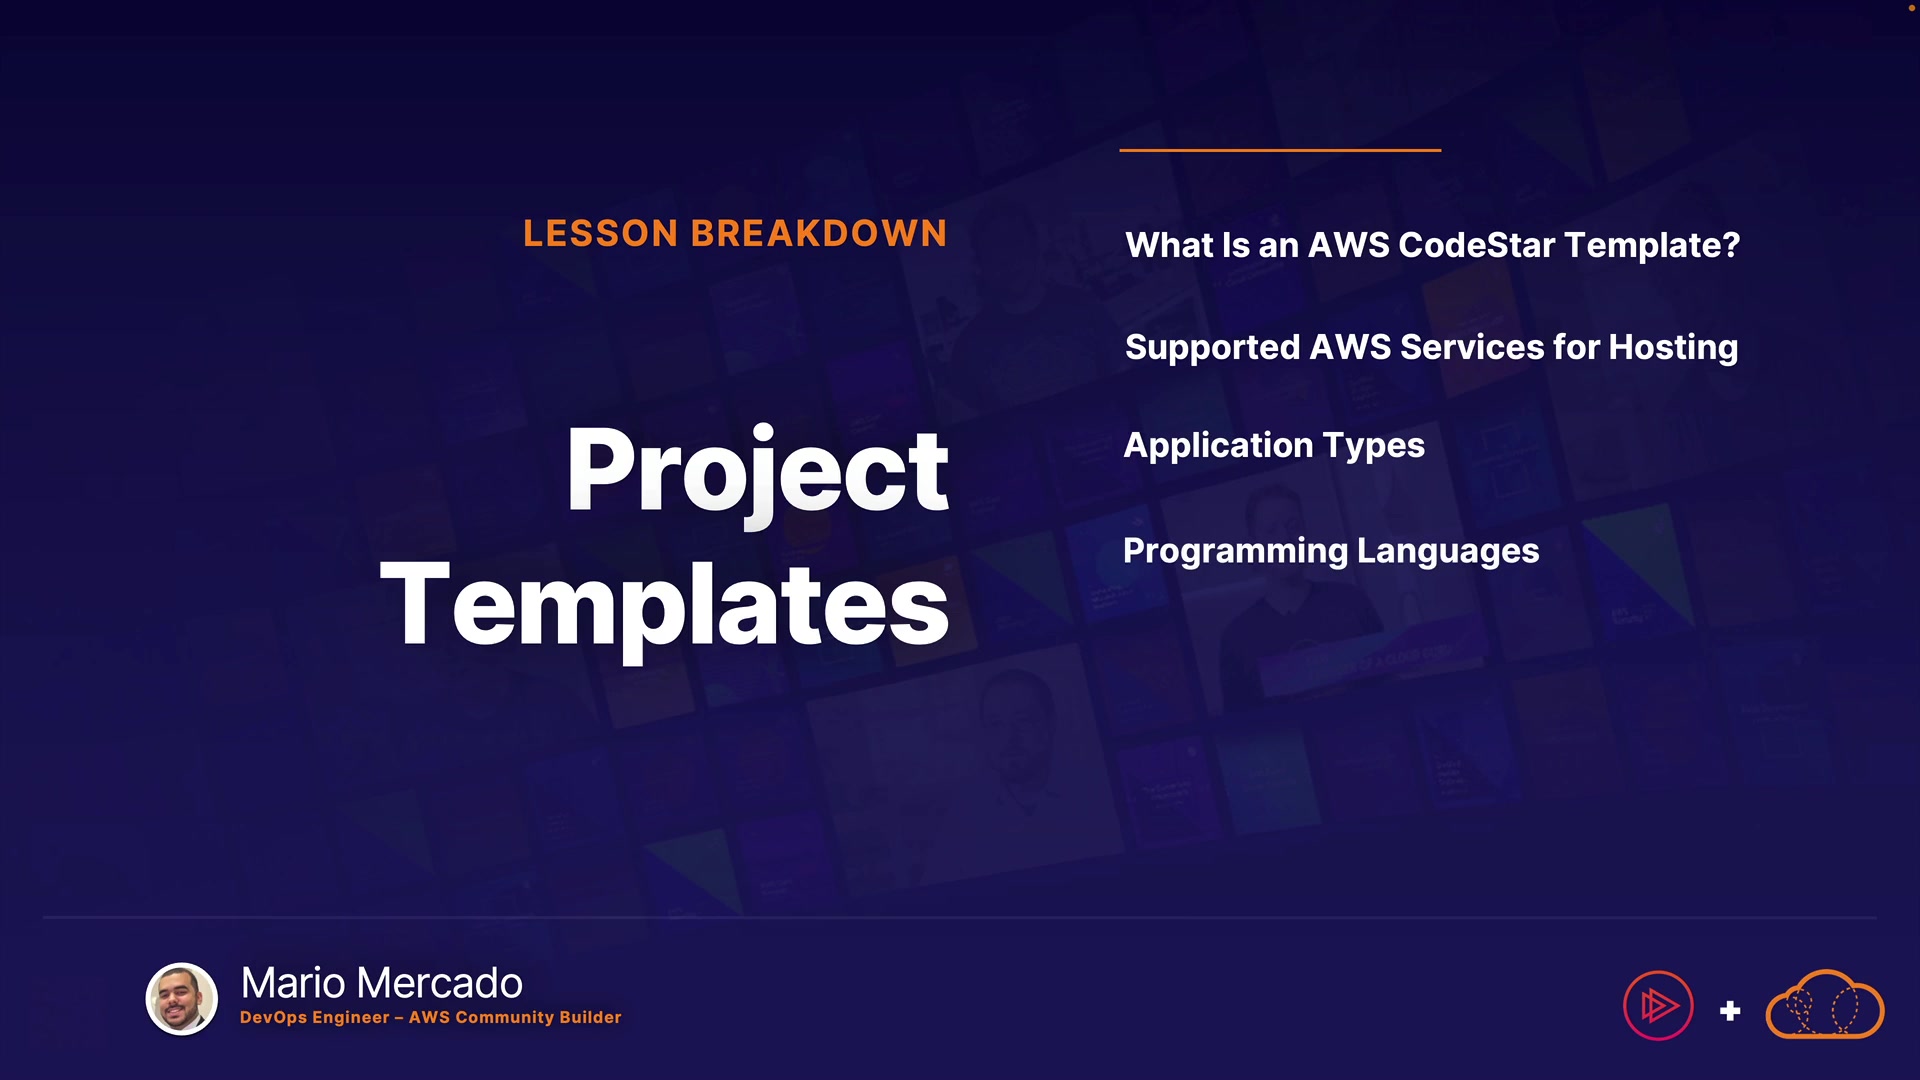 LESSON BREAKDOWN
Project
Templates
What Is an AWS CodeStar Template?
Supported AWS Services for Hosting
Application Types
Programming Languages
Mario Mercado
DevOps Engineer – AWS Community Builder